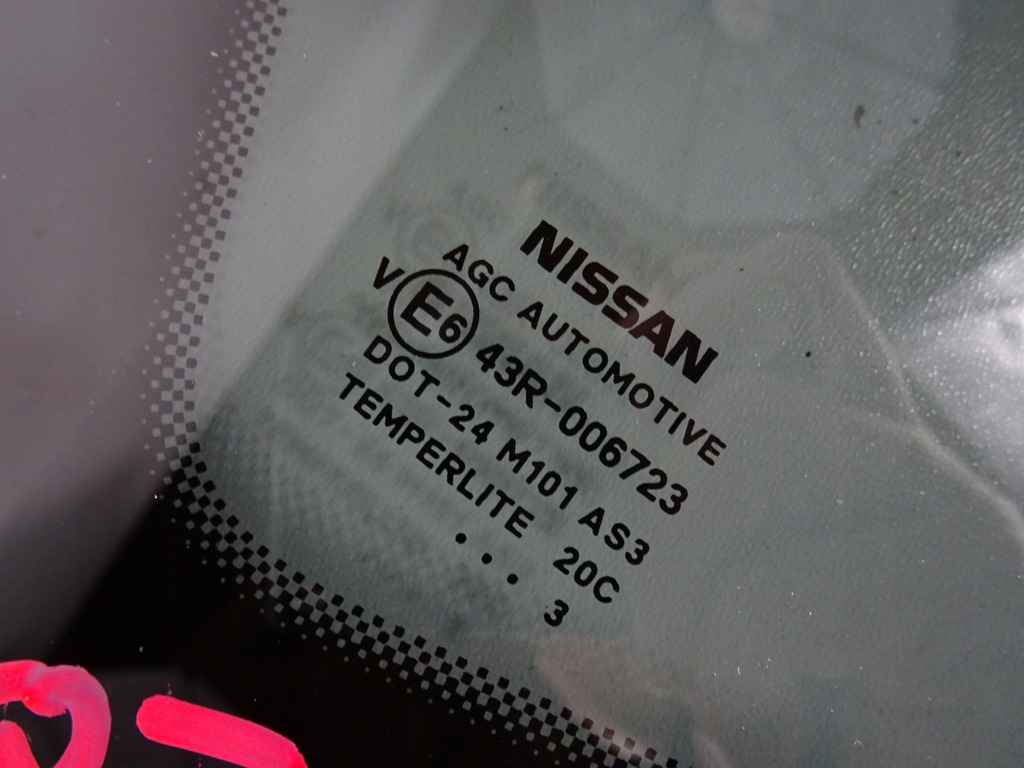 NISSAN
AGC AUTOMOTIVE
V E6 43R-006723
DOT-24 M101 AS3
TEMPERLITE 20C
... 3